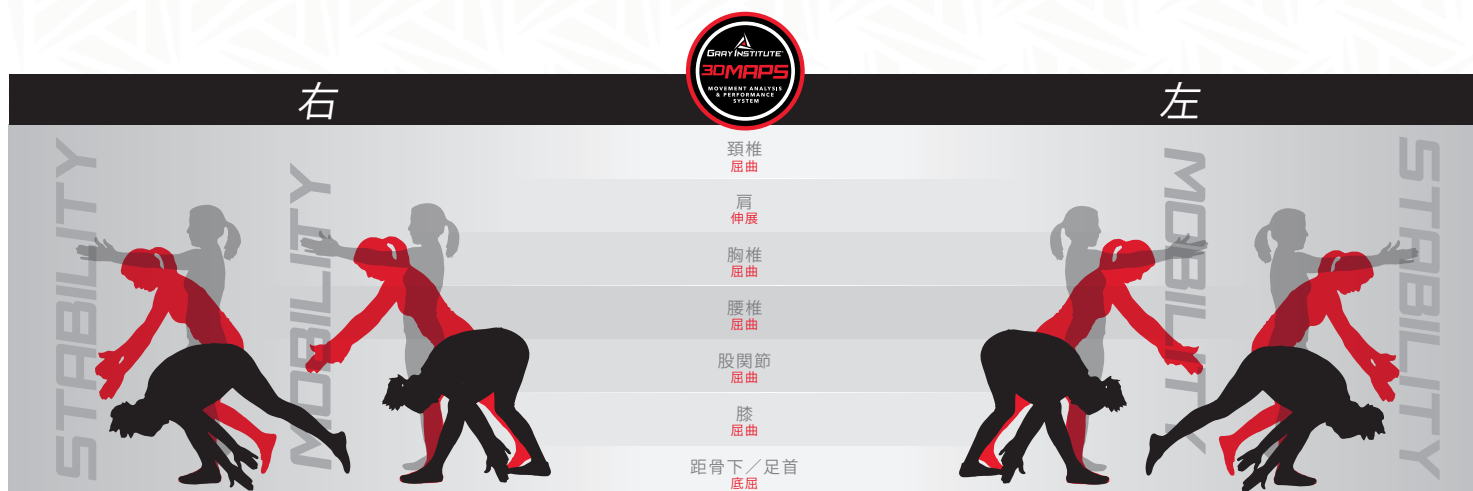 GRAY INSTITUTE®
3DMAPS
MOVEMENT ANALYSIS
& PERFORMANCE
SYSTEM
右
左
STABILITY
MOBILITY
頚椎
屈曲
肩
伸展
胸椎
屈曲
腰椎
屈曲
股関節
屈曲
膝
屈曲
距骨下／足首
底屈
MOBILITY
STABILITY